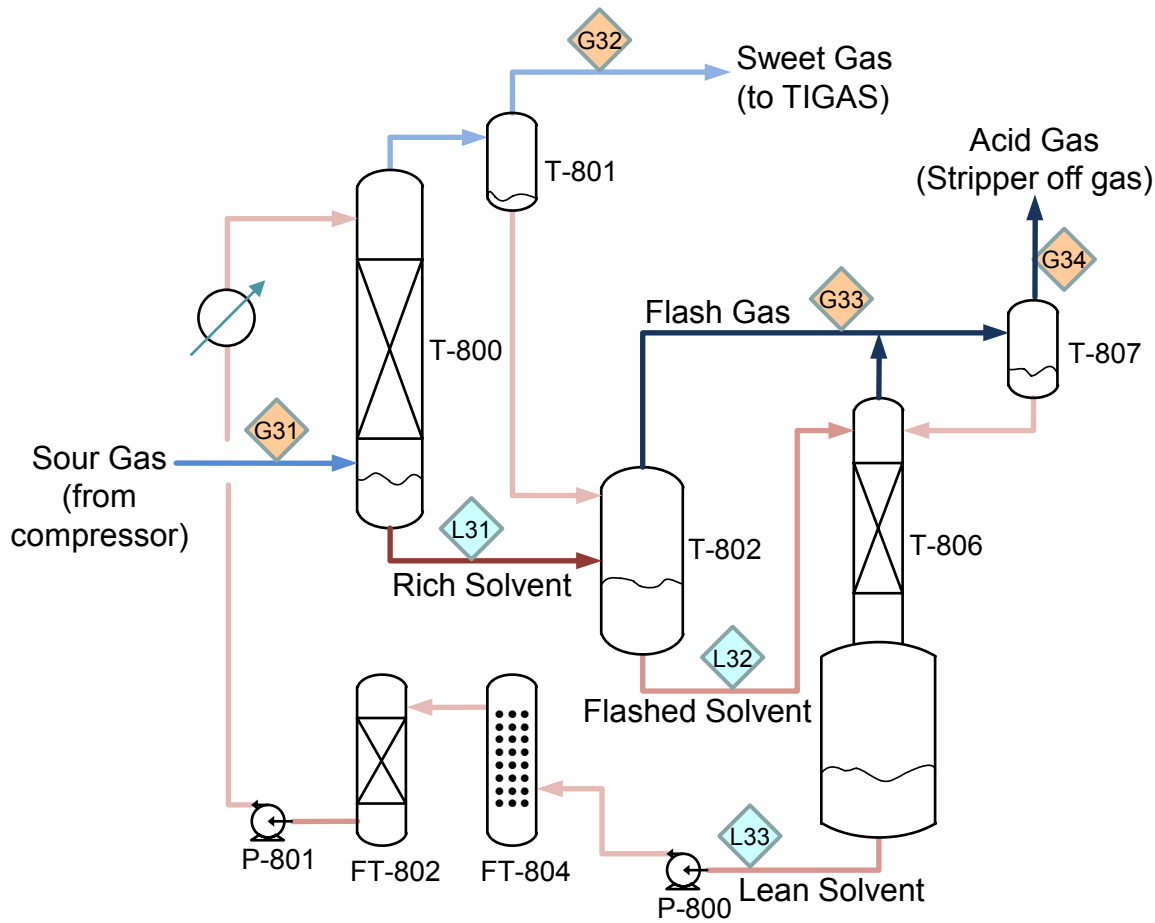 G32
Sweet Gas
(to TIGAS)
T-801
Acid Gas
(Stripper off gas)
G34
G33
Flash Gas
T-800
T-807
G31
Sour Gas
(from
compressor)
L31
T-802
T-806
Rich Solvent
L32
Flashed Solvent
L33
P-801
FT-802
FT-804
P-800
Lean Solvent